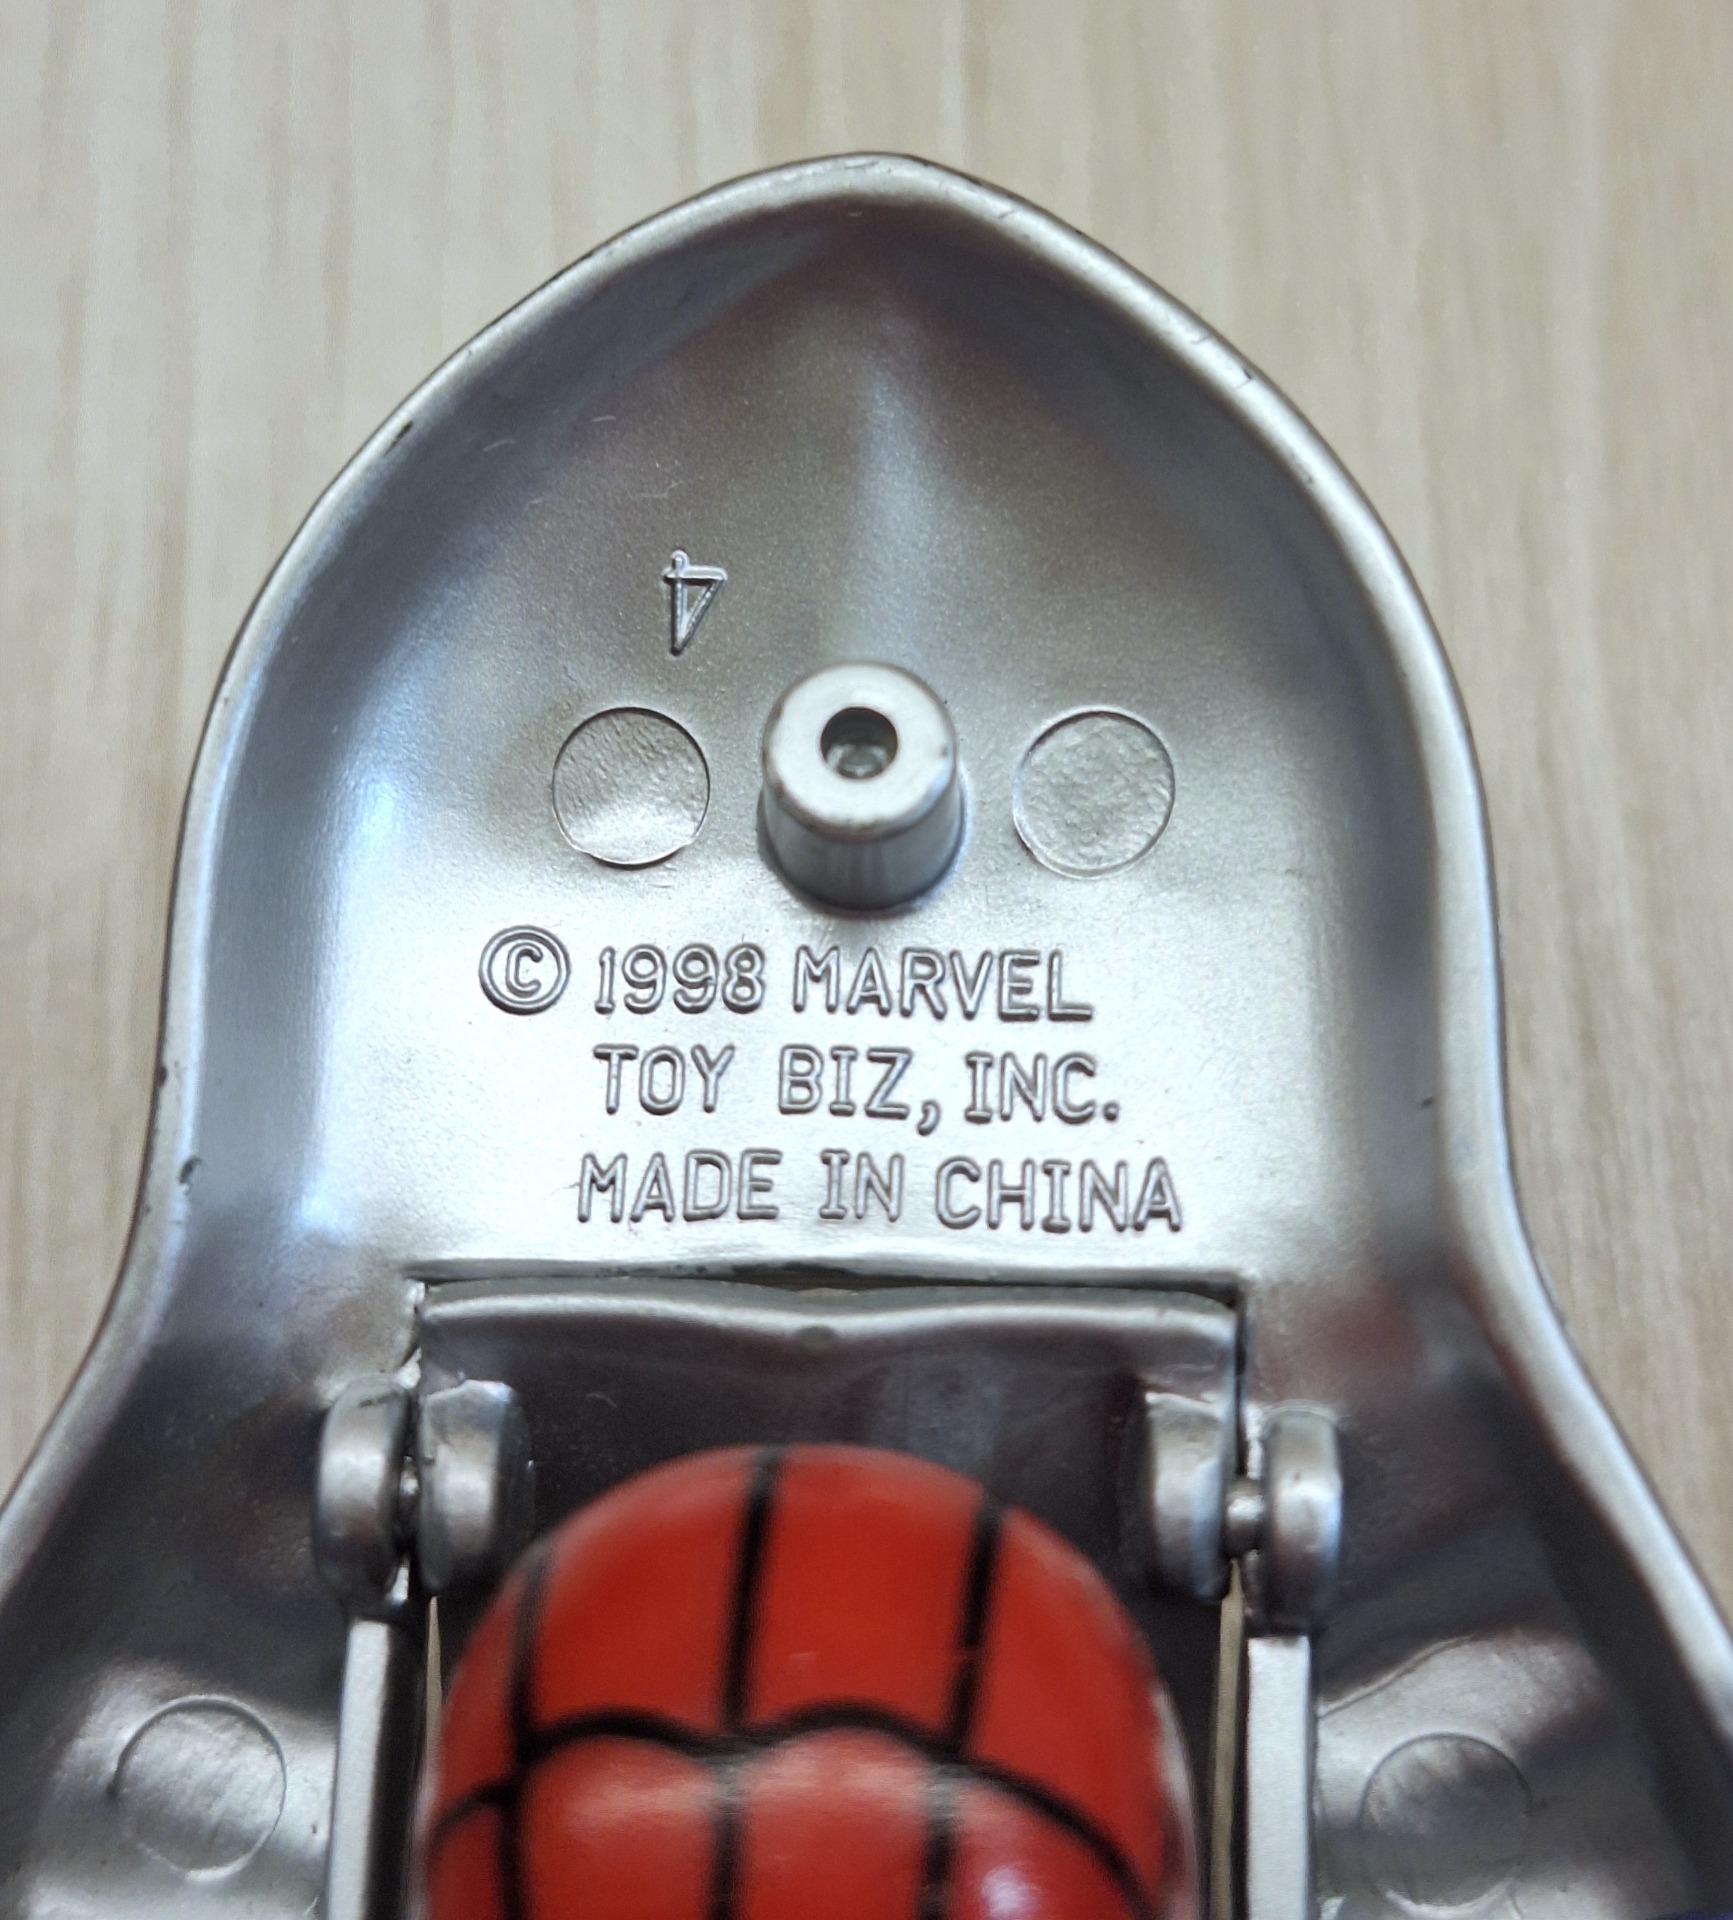 4
© 1998 MARVEL
TOY BIZ, INC.
MADE IN CHINA